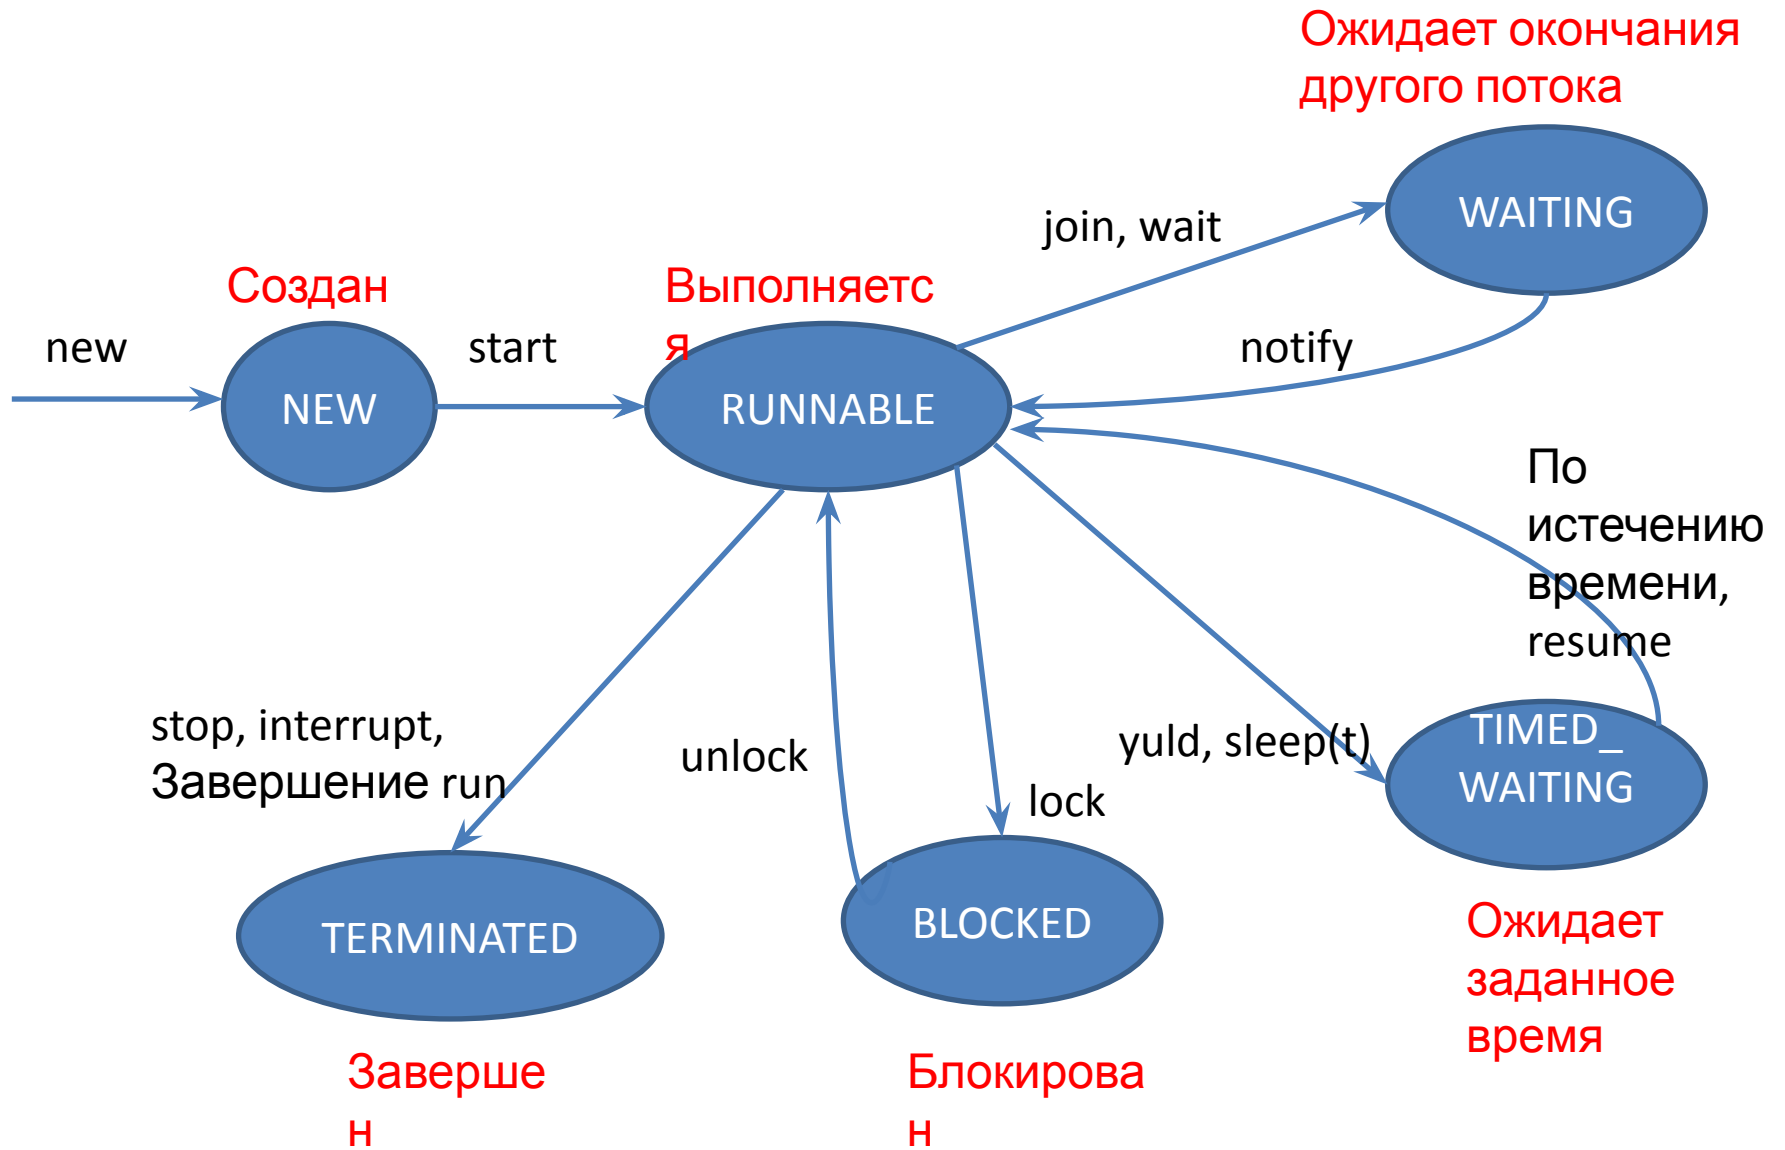 Ожидает окончания
другого потока
WAITING
join, wait
Создан
Выполняетс
я
new
start
notify
NEW
RUNNABLE
По
истечению
времени,
resume
stop, interrupt,
Завершение run
unlock
yuld, sleep(t)
lock
TIMED_
WAITING
TERMINATED
BLOCKED
Ожидает
заданное
время
Заверше
н
Блокирова
н